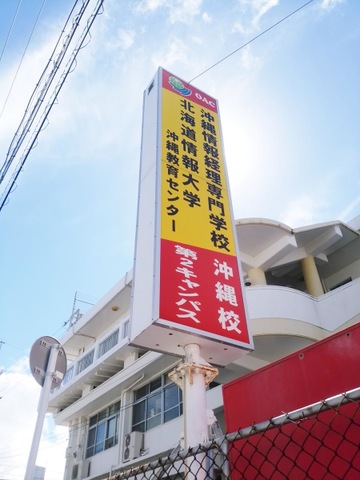 OAC
沖縄情報経理専門学校
北海道情報大学
沖縄教育センター
沖縄校
第2キャンパス